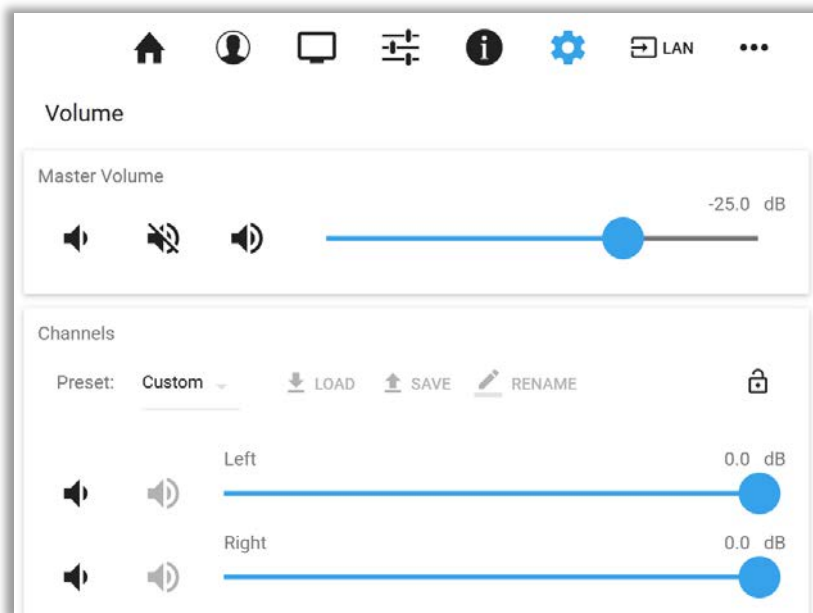 LAN
Volume
Master Volume
-25.0 dB
Channels
Preset: Custom LOAD SAVE RENAME
Left 0.0 dB
Right 0.0 dB